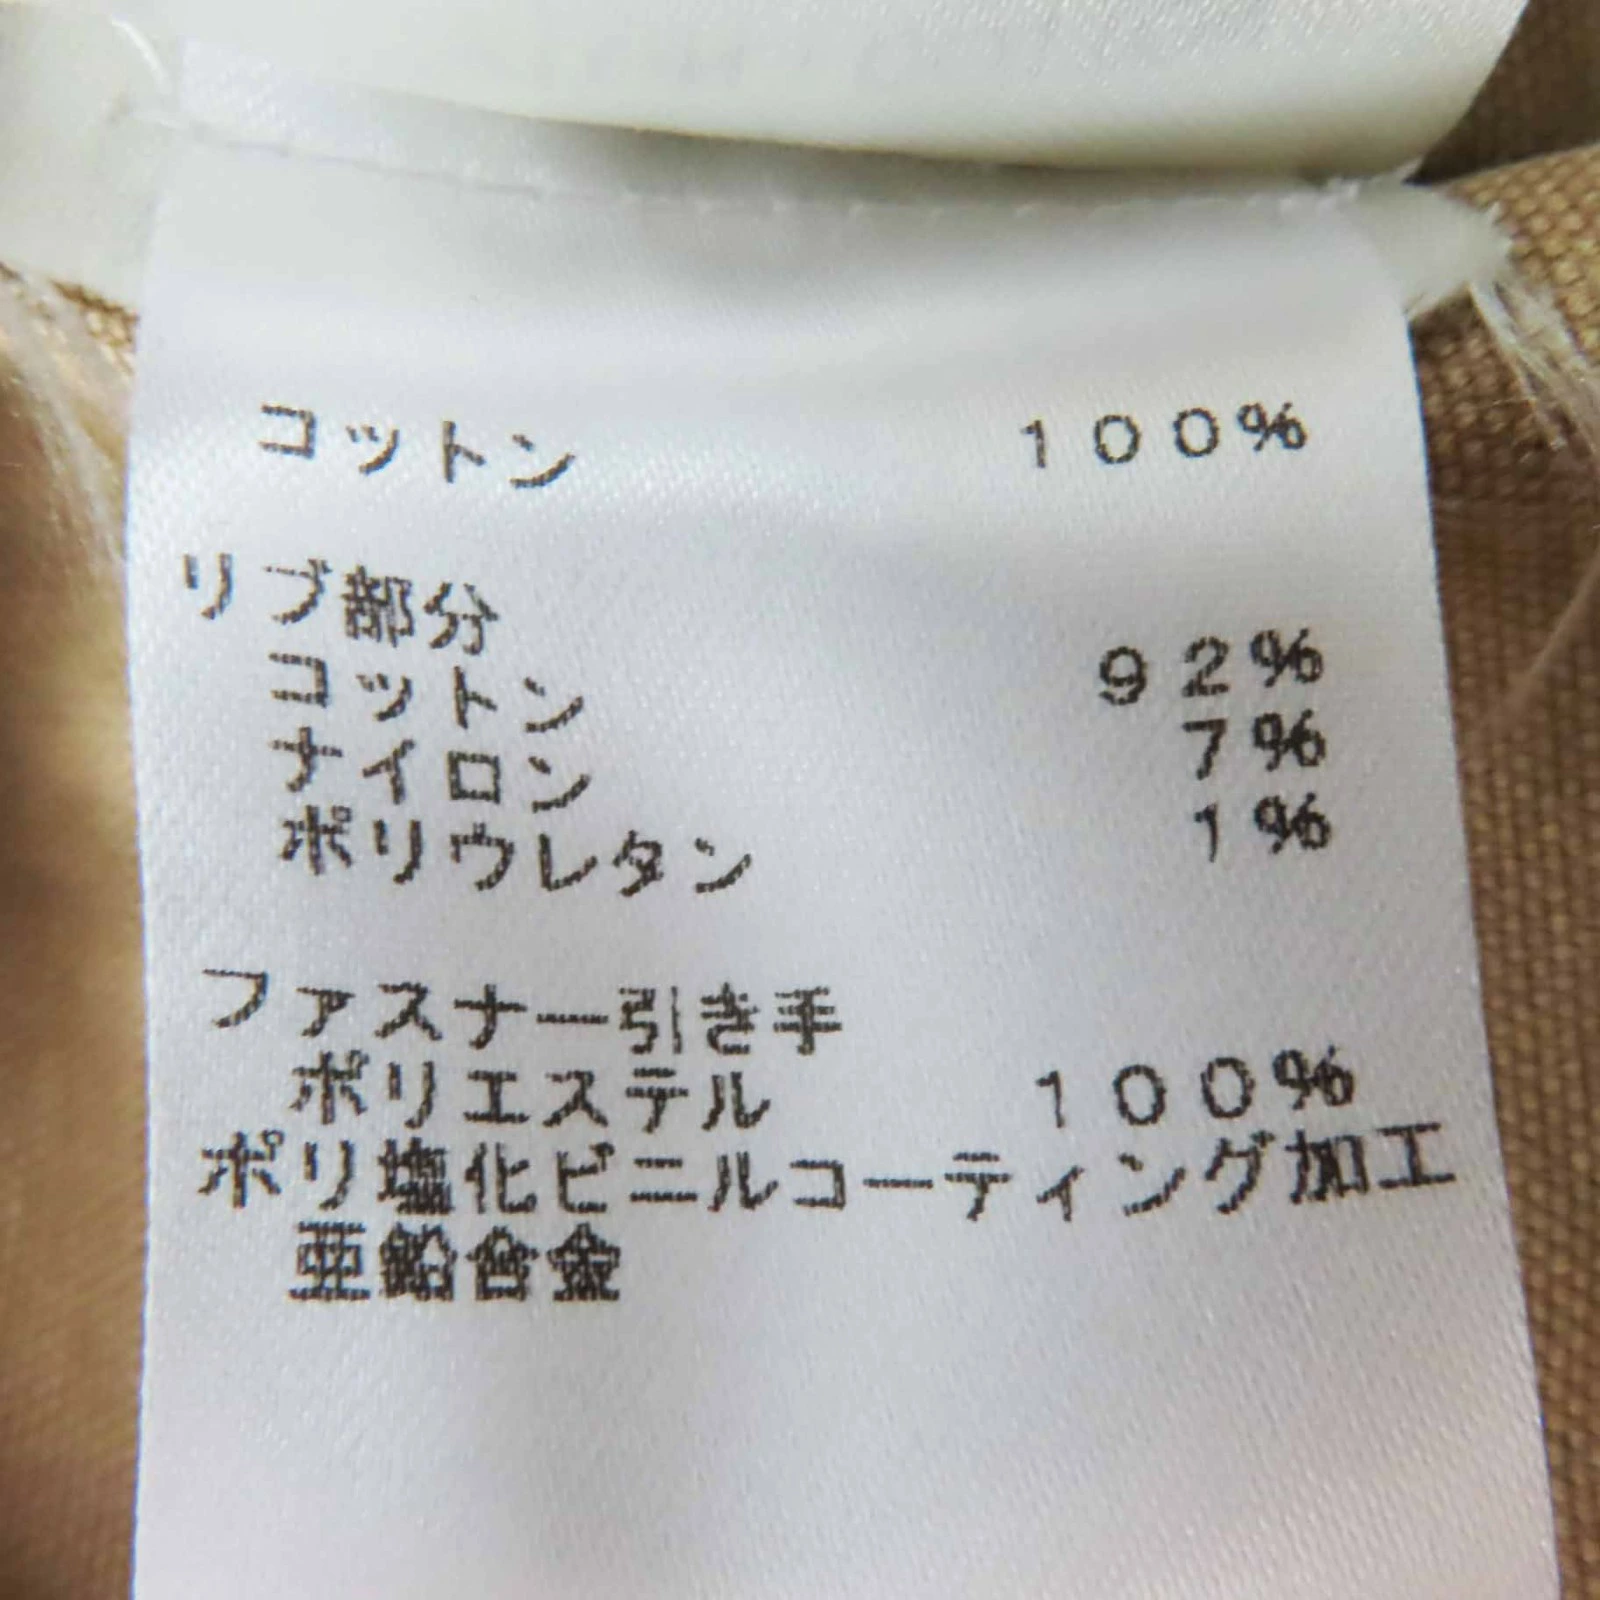 コットン 100%
リブ部分
コットン 92%
ナイロン 7%
ポリウレタン 1%
ファスナー引き手
ポリエステル 100%
ポリ塩化ビニルコーティング加工
亜鉛合金